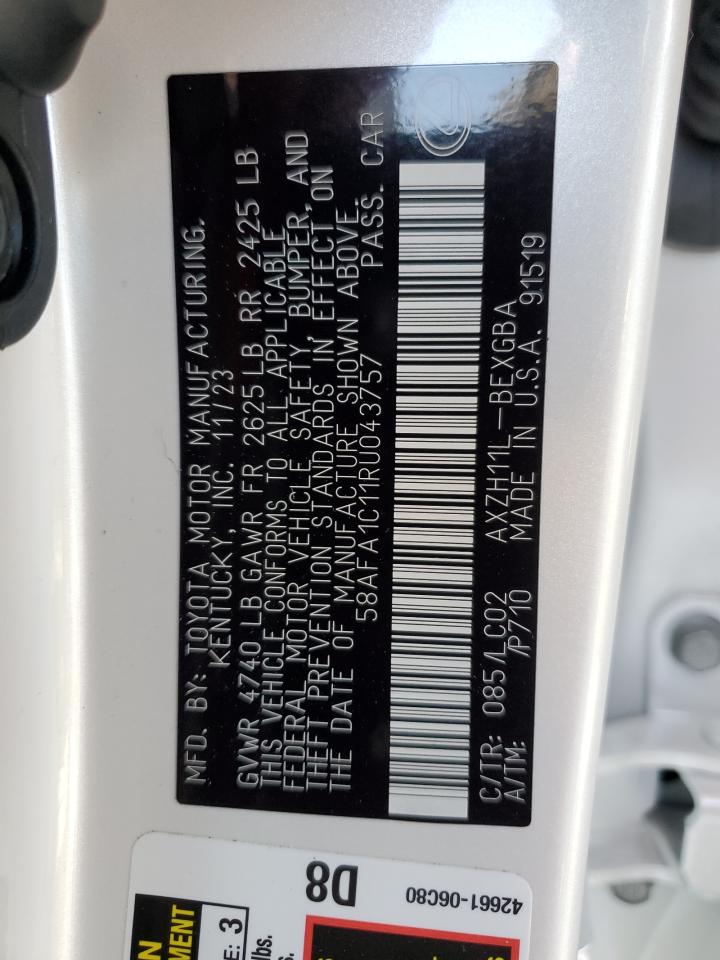 MFD. BY: TOYOTA MOTOR MANUFACTURING,
KENTUCKY, INC. 11/23
GVWR 4740 LB GAWR FR 2625 LB RR 2425 LB
THIS VEHICLE CONFORMS TO ALL APPLICABLE
FEDERAL MOTOR VEHICLE SAFETY, BUMPER, AND
THEFT PREVENTION STANDARDS IN EFFECT ON
THE DATE OF MANUFACTURE SHOWN ABOVE.
58AFA1C11RU043757 PASS. CAR
C/TR: 085/LC02 AXZH11L-BEXGBA
A/TM: /P710 MADE IN U.S.A. 91519
D8
42661-06C80
3
lbs.